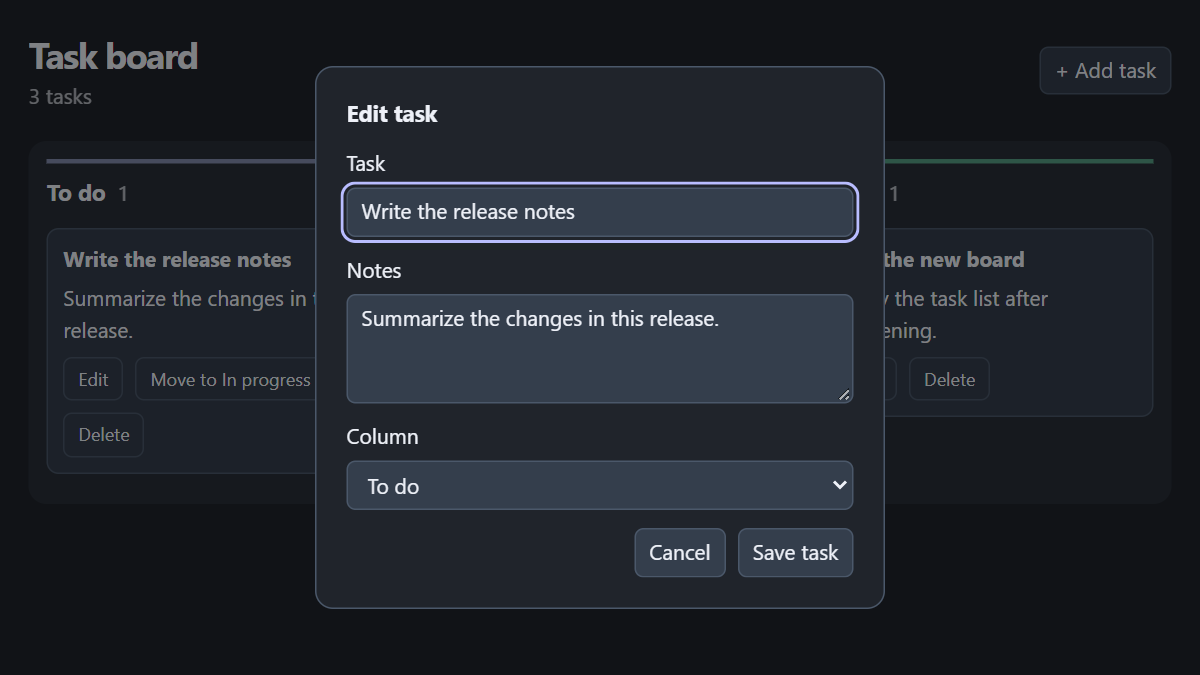 Task board
3 tasks
+ Add task
To do 1
1
Write the release notes
Summarize the changes in
release.
Edit
Move to In progress
Delete
the new board
the task list after
Delete
Edit task
Task
Write the release notes
Notes
Summarize the changes in this release.
Column
To do
Cancel
Save task